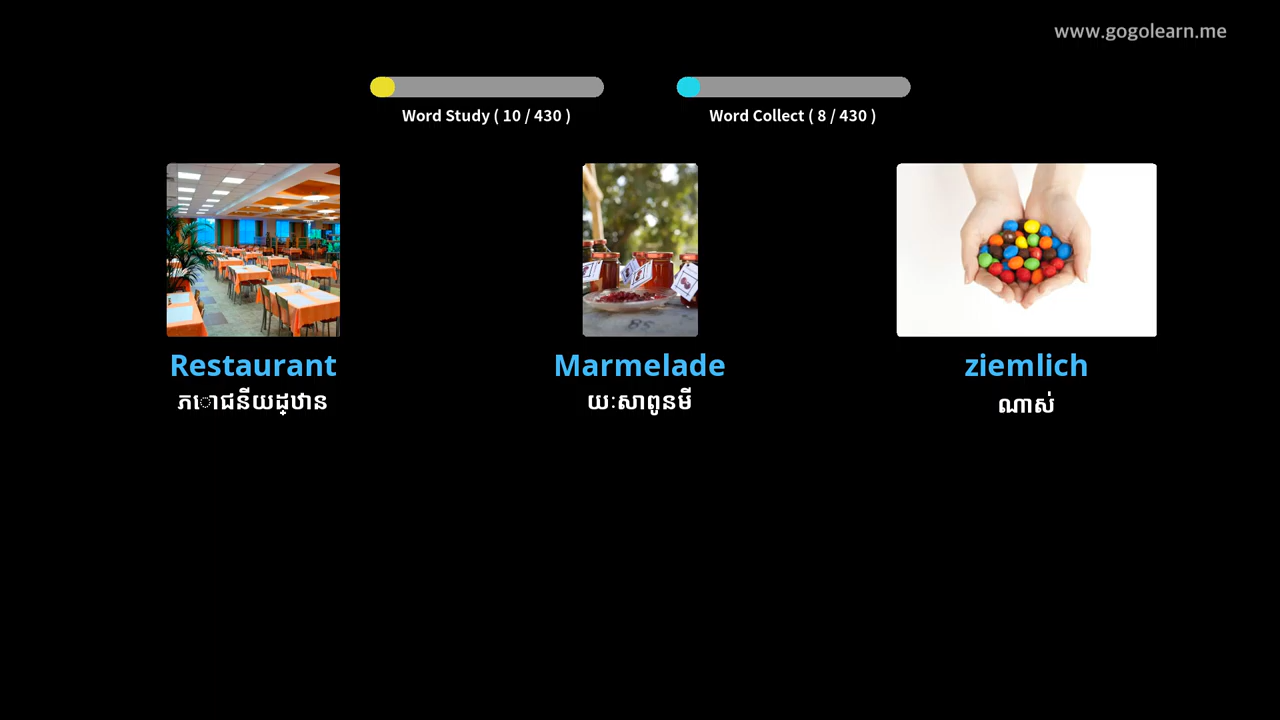 www.gogolearn.me
Word Study ( 10 / 430 )
Word Collect ( 8 / 430 )
Restaurant
Marmelade
ziemlich
ភោជនីយដ្ឋាន
យៈសាពូនមី
ណាស់